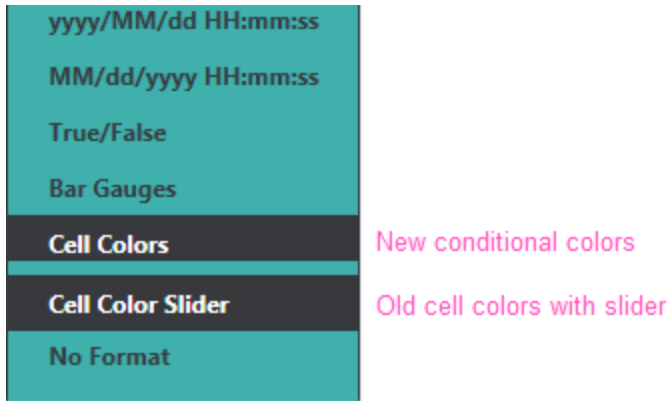 yyyy/MM/dd HH:mm:ss
MM/dd/yyyy HH:mm:ss
True/False
Bar Gauges
Cell Colors New conditional colors
Cell Color Slider Old cell colors with slider
No Format